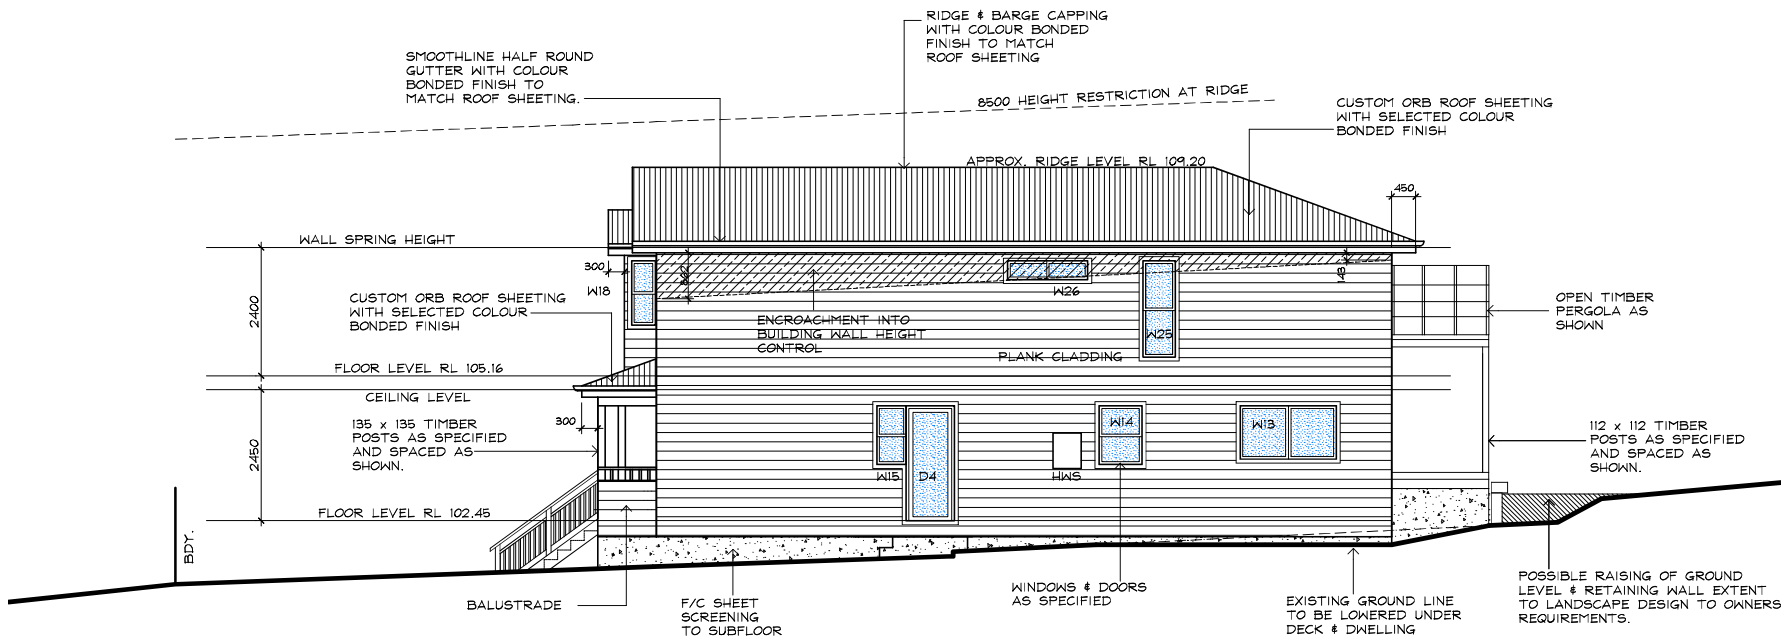 RIDGE & BARGE CAPPING
WITH COLOUR BONDED
FINISH TO MATCH
ROOF SHEETING
SMOOTHLINE HALF ROUND
GUTTER WITH COLOUR
BONDED FINISH TO
MATCH ROOF SHEETING.
8500 HEIGHT RESTRICTION AT RIDGE
CUSTOM ORB ROOF SHEETING
WITH SELECTED COLOUR
BONDED FINISH
APPROX. RIDGE LEVEL RL 109.20
450
WALL SPRING HEIGHT
300
862
143
W18
W26
2400
CUSTOM ORB ROOF SHEETING
WITH SELECTED COLOUR
BONDED FINISH
ENCROACHMENT INTO
BUILDING WALL HEIGHT
CONTROL
W25
OPEN TIMBER
PERGOLA AS
SHOWN
PLANK CLADDING
FLOOR LEVEL RL 105.16
CEILING LEVEL
300
135 x 135 TIMBER
POSTS AS SPECIFIED
AND SPACED AS
SHOWN.
2450
W14
W13
112 x 112 TIMBER
POSTS AS SPECIFIED
AND SPACED AS
SHOWN.
W15
D4
HWS
FLOOR LEVEL RL 102.45
BDY.
BALUSTRADE
F/C SHEET
SCREENING
TO SUBFLOOR
WINDOWS & DOORS
AS SPECIFIED
EXISTING GROUND LINE
TO BE LOWERED UNDER
DECK & DWELLING
POSSIBLE RAISING OF GROUND
LEVEL & RETAINING WALL EXTENT
TO LANDSCAPE DESIGN TO OWNERS
REQUIREMENTS.